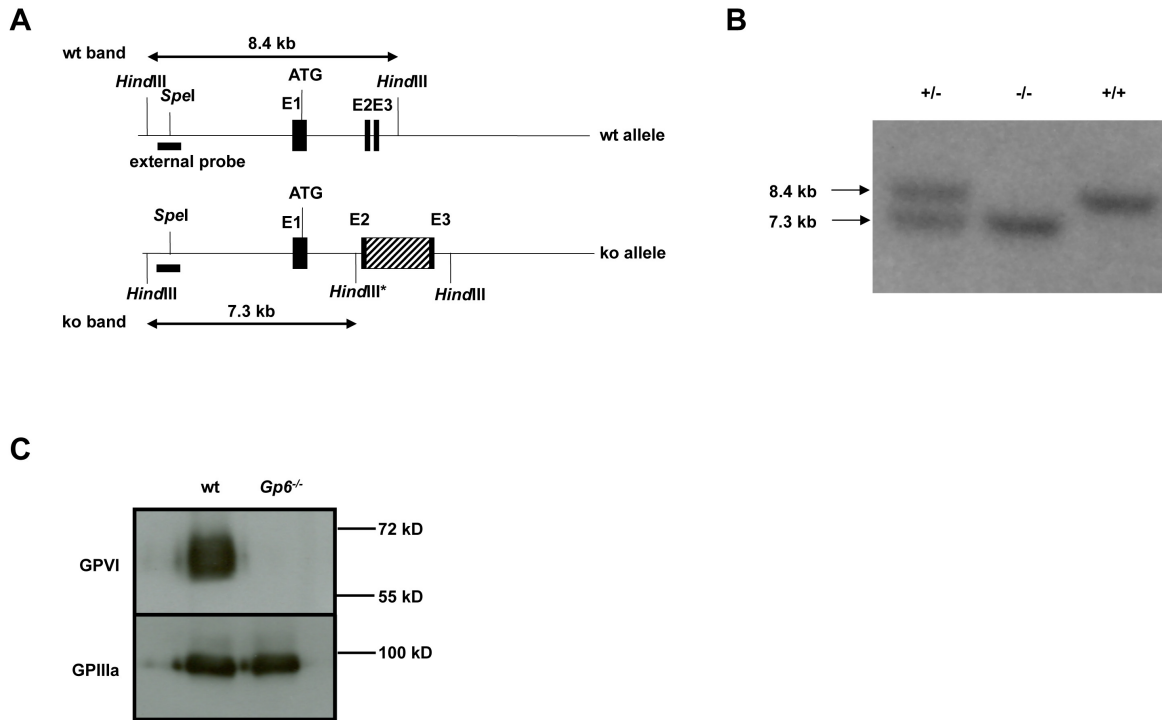 A
wt band
8.4 kb
HindIII
SpeI
ATG
E1
E2E3
HindIII
external probe
wt allele
SpeI
ATG
E1
E2
E3
ko allele
HindIII
HindIII*
HindIII
7.3 kb
ko band
B
+/- -/- +/+
8.4 kb
7.3 kb
C
wt Gp6-/-
GPVI
72 kD
55 kD
GPIIIa
100 kD